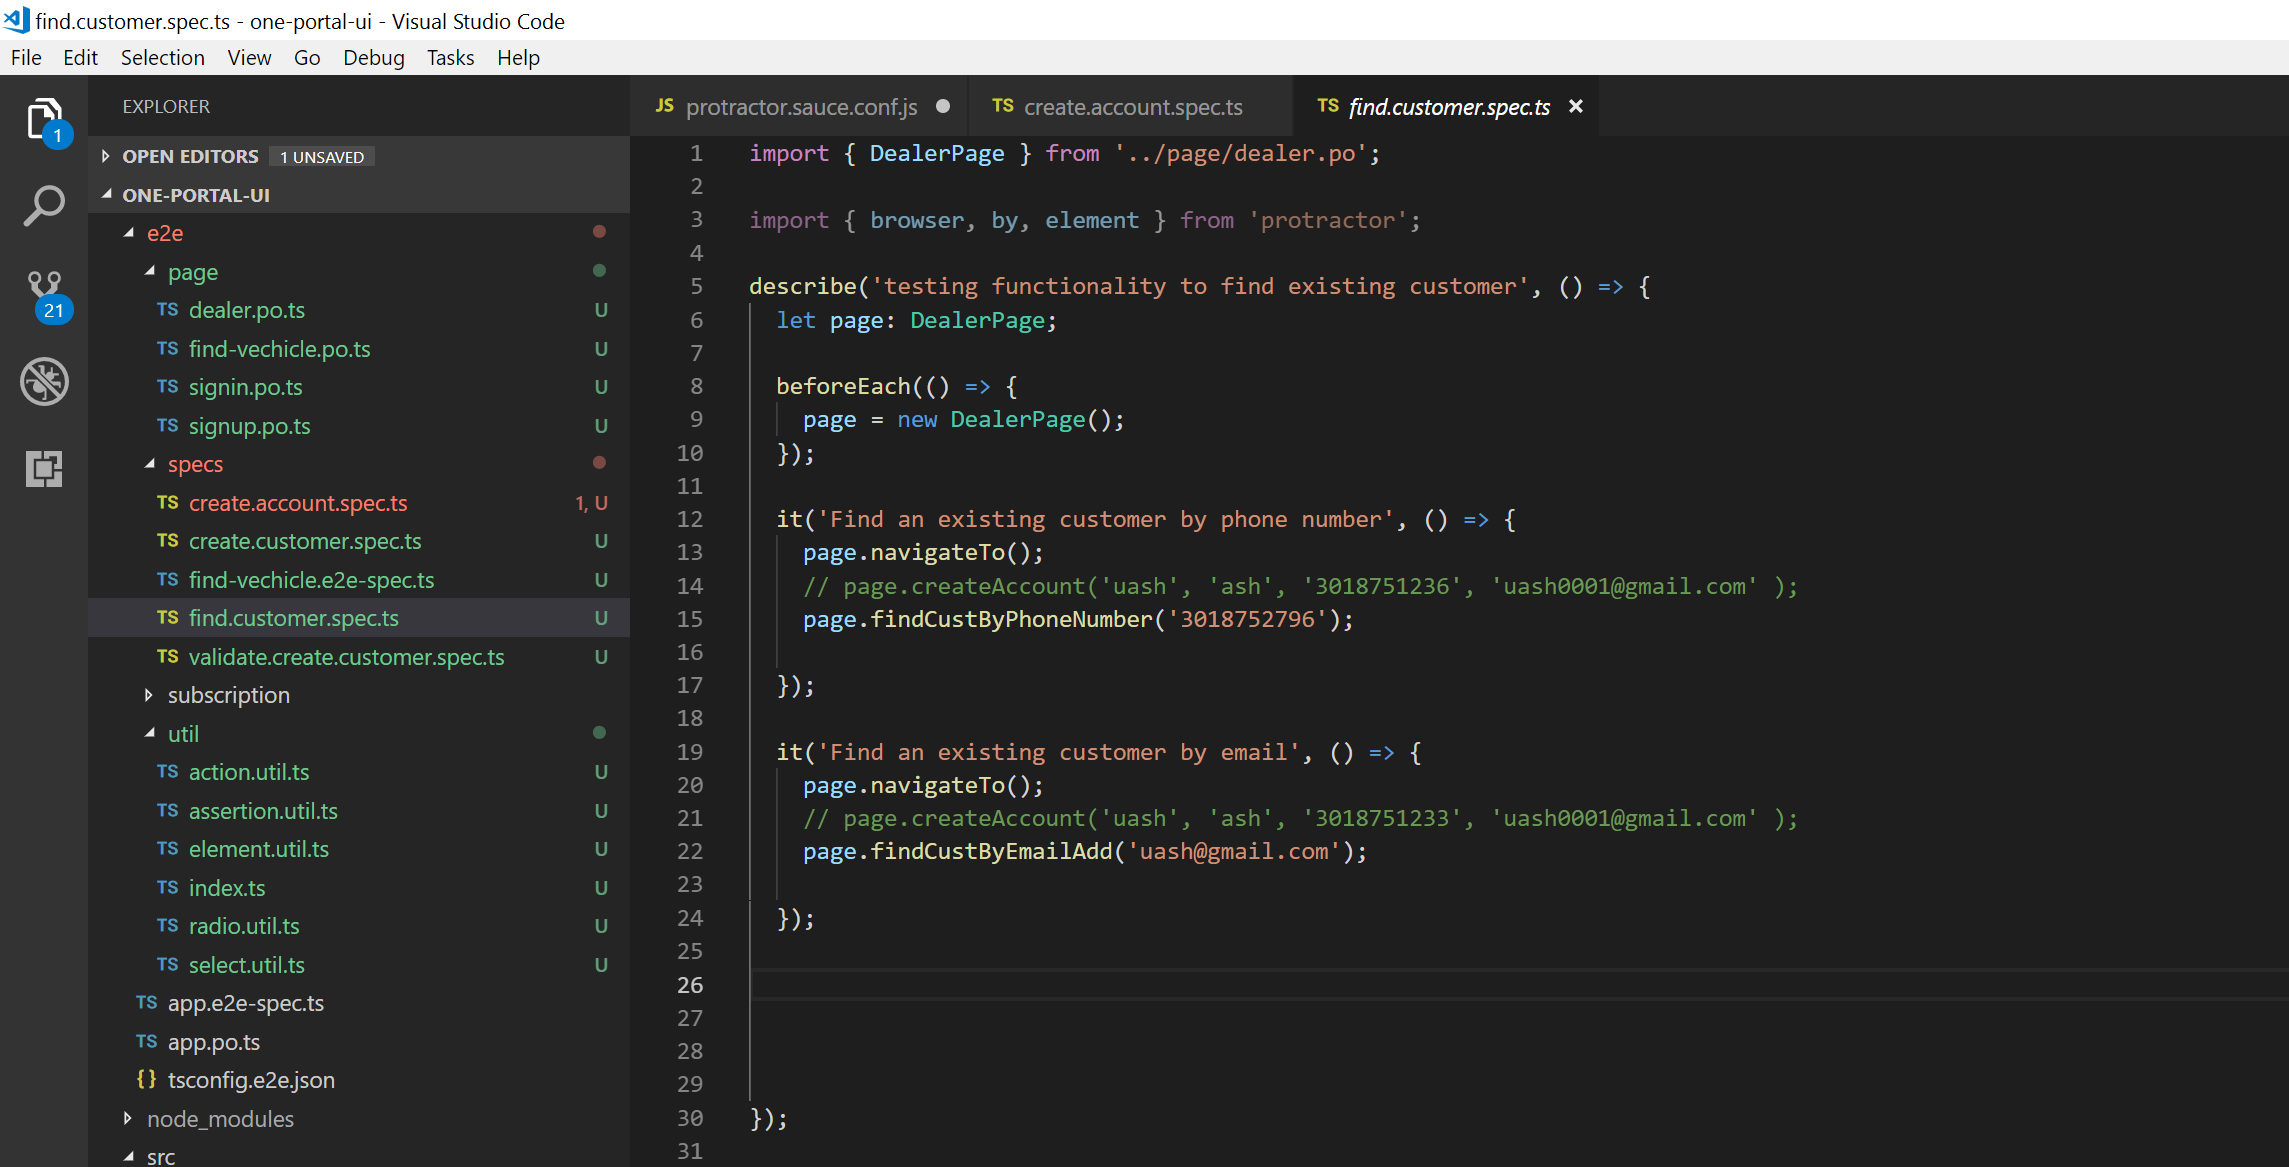 find.customer.spec.ts - one-portal-ui - Visual Studio Code
File Edit Selection View Go Debug Tasks Help
EXPLORER
1
OPEN EDITORS 1 UNSAVED
ONE-PORTAL-UI
e2e
page
TS dealer.po.ts U
21
TS find-vechicle.po.ts U
TS signin.po.ts U
TS signup.po.ts U
specs
TS create.account.spec.ts 1, U
TS create.customer.spec.ts U
TS find-vechicle.e2e-spec.ts U
TS find.customer.spec.ts U
TS validate.create.customer.spec.ts U
subscription
util
TS action.util.ts U
TS assertion.util.ts U
TS element.util.ts U
TS index.ts U
TS radio.util.ts U
TS select.util.ts U
TS app.e2e-spec.ts
TS app.po.ts
{} tsconfig.e2e.json
node_modules
src
JS protractor.sauce.conf.js TS create.account.spec.ts TS find.customer.spec.ts
1 import { DealerPage } from '../page/dealer.po';
2
3 import { browser, by, element } from 'protractor';
4
5 describe('testing functionality to find existing customer', () => {
6 let page: DealerPage;
7
8 beforeEach(() => {
9 page = new DealerPage();
10 });
11
12 it('Find an existing customer by phone number', () => {
13 page.navigateTo();
14 // page.createAccount('uash', 'ash', '3018751236', 'uash0001@gmail.com' );
15 page.findCustByPhoneNumber('3018752796');
16
17 });
18
19 it('Find an existing customer by email', () => {
20 page.navigateTo();
21 // page.createAccount('uash', 'ash', '3018751233', 'uash0001@gmail.com' );
22 page.findCustByEmailAdd('uash@gmail.com');
23
24 });
25
26
27
28
29
30 });
31